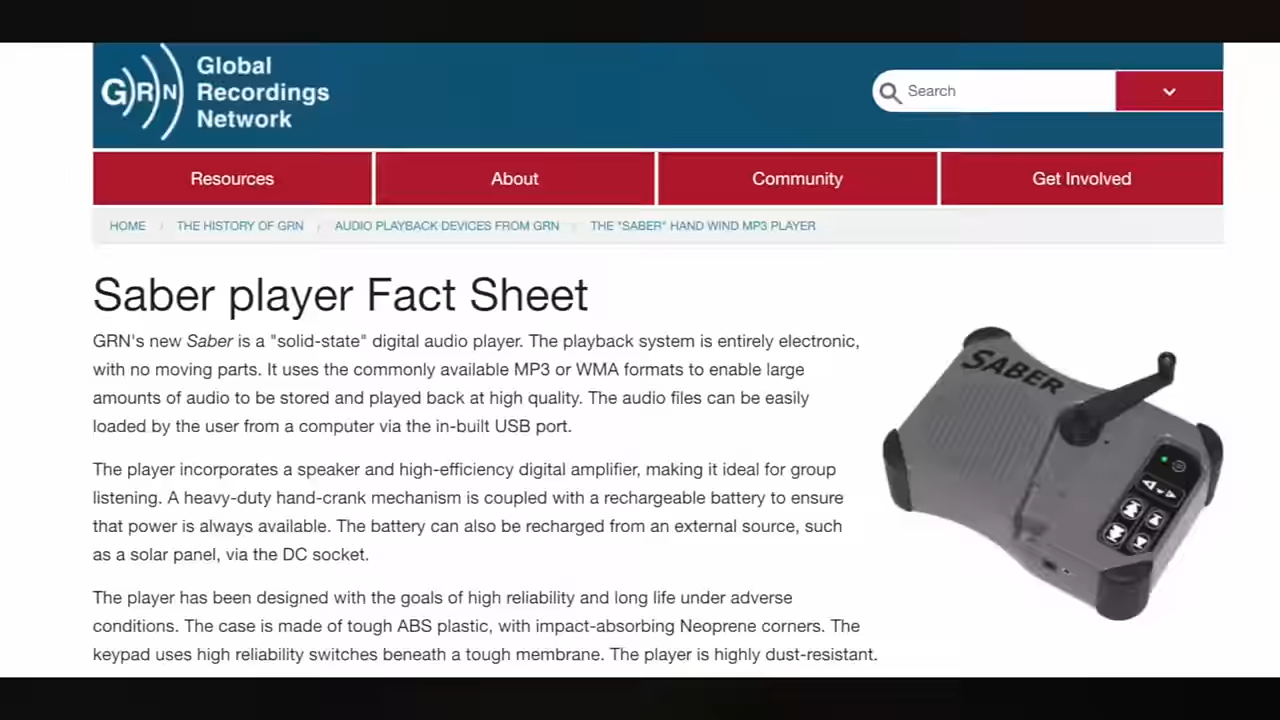 GRN
Global
Recordings
Network
Search
Resources
About
Community
Get Involved
HOME / THE HISTORY OF GRN / AUDIO PLAYBACK DEVICES FROM GRN / THE "SABER" HAND WIND MP3 PLAYER
Saber player Fact Sheet
GRN's new Saber is a "solid-state" digital audio player. The playback system is entirely electronic,
with no moving parts. It uses the commonly available MP3 or WMA formats to enable large
amounts of audio to be stored and played back at high quality. The audio files can be easily
loaded by the user from a computer via the in-built USB port.
The player incorporates a speaker and high-efficiency digital amplifier, making it ideal for group
listening. A heavy-duty hand-crank mechanism is coupled with a rechargeable battery to ensure
that power is always available. The battery can also be recharged from an external source, such
as a solar panel, via the DC socket.
The player has been designed with the goals of high reliability and long life under adverse
conditions. The case is made of tough ABS plastic, with impact-absorbing Neoprene corners. The
keypad uses high reliability switches beneath a tough membrane. The player is highly dust-resistant.
SABER